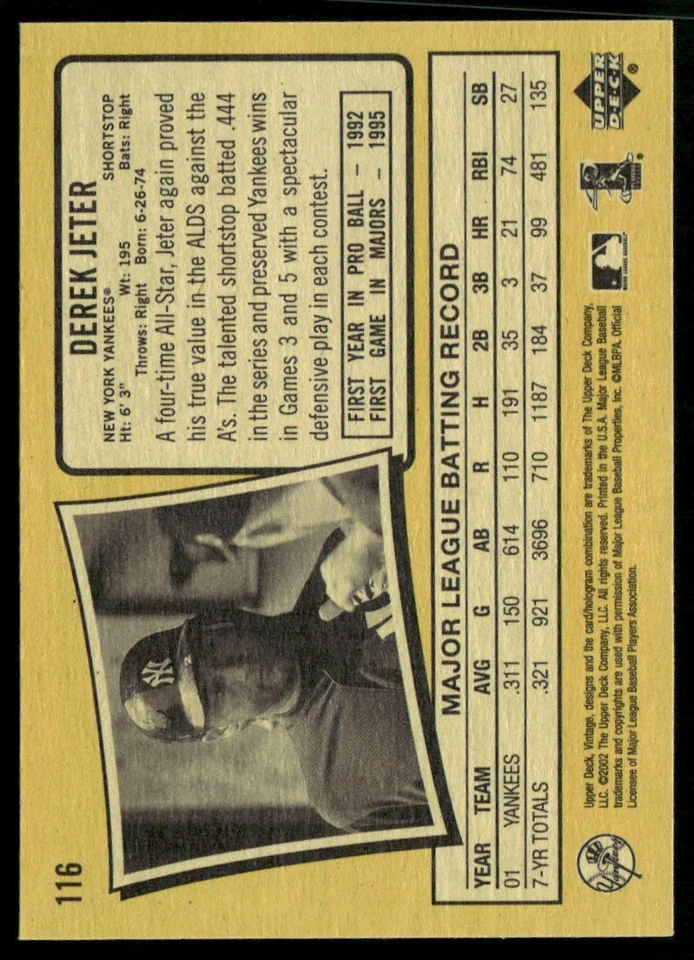 116
DEREK JETER
NEW YORK YANKEES® SHORTSTOP
Ht: 6' 3" Wt: 195 Bats: Right
Throws: Right Born: 6-26-74
A four-time All-Star, Jeter again proved
his true value in the ALDS against the
A's. The talented shortstop batted .444
in the series and preserved Yankees wins
in Games 3 and 5 with a spectacular
defensive play in each contest.
FIRST YEAR IN PRO BALL – 1992
FIRST GAME IN MAJORS – 1995
NY
2
MAJOR LEAGUE BATTING RECORD
YEAR TEAM AVG G AB R H 2B 3B HR RBI SB
01 YANKEES .311 150 614 110 191 35 3 21 74 27
7-YR TOTALS .321 921 3696 710 1187 184 37 99 481 135
Yankees
Upper Deck, Vintage, designs and the card/hologram combination are trademarks of The Upper Deck Company,
LLC. ©2002 The Upper Deck Company, LLC. All rights reserved. Printed in the U.S.A. Major League Baseball
trademarks and copyrights are used with permission of Major League Baseball Properties, Inc. ©MLBPA. Official
Licensee of Major League Baseball Players Association.
MAJOR LEAGUE BASEBALL®
UPPER
DECK®